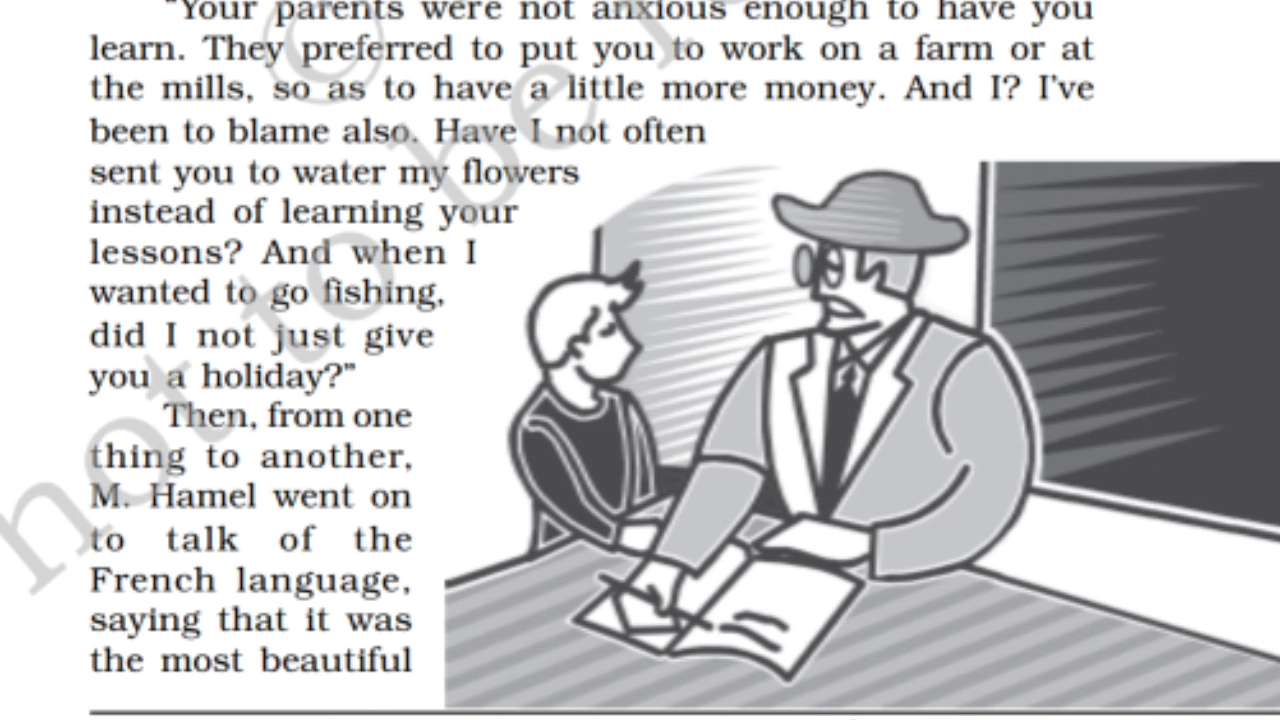 "Your parents were not anxious enough to have you
learn. They preferred to put you to work on a farm or at
the mills, so as to have a little more money. And I? I've
been to blame also. Have I not often
sent you to water my flowers
instead of learning your
lessons? And when I
wanted to go fishing,
did I not just give
you a holiday?"
Then, from one
thing to another,
M. Hamel went on
to talk of the
French language,
saying that it was
the most beautiful
©
not to be